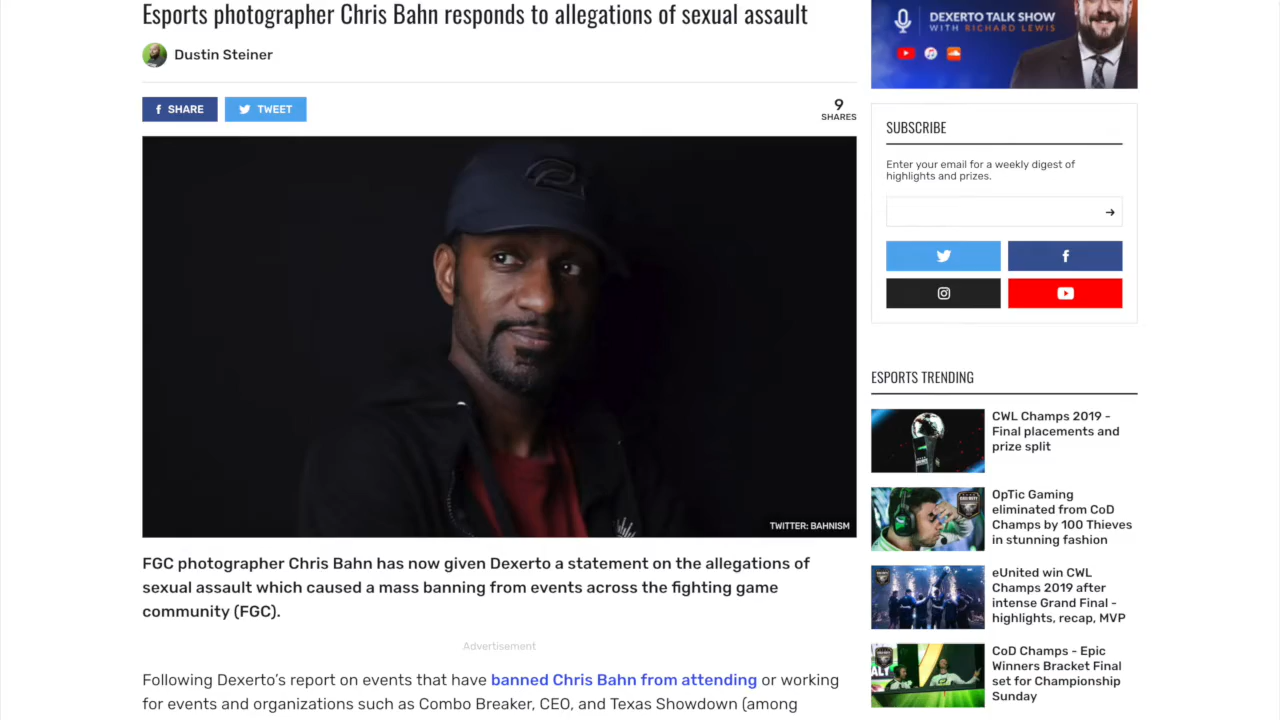 Esports photographer Chris Bahn responds to allegations of sexual assault
Dustin Steiner
SHARE
TWEET
9
SHARES
TWITTER: BAHNISM
FGC photographer Chris Bahn has now given Dexerto a statement on the allegations of
sexual assault which caused a mass banning from events across the fighting game
community (FGC).
Advertisement
Following Dexerto’s report on events that have banned Chris Bahn from attending or working
for events and organizations such as Combo Breaker, CEO, and Texas Showdown (among
DEXERTO TALK SHOW
WITH RICHARD LEWIS
SUBSCRIBE
Enter your email for a weekly digest of
highlights and prizes.
ESPORTS TRENDING
CWL Champs 2019 -
Final placements and
prize split
OpTic Gaming
eliminated from CoD
Champs by 100 Thieves
in stunning fashion
eUnited win CWL
Champs 2019 after
intense Grand Final -
highlights, recap, MVP
CoD Champs - Epic
Winners Bracket Final
set for Championship
Sunday